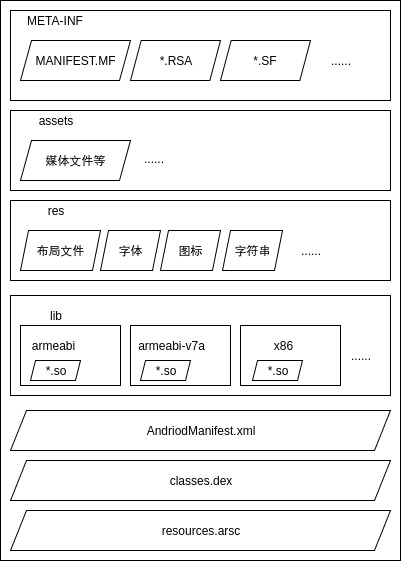 META-INF
MANIFEST.MF
*.RSA
*.SF
......
assets
媒体文件等
......
res
布局文件
字体
图标
字符串
......
lib
armeabi
*.so
armeabi-v7a
*.so
x86
*.so
......
AndriodManifest.xml
classes.dex
resources.arsc